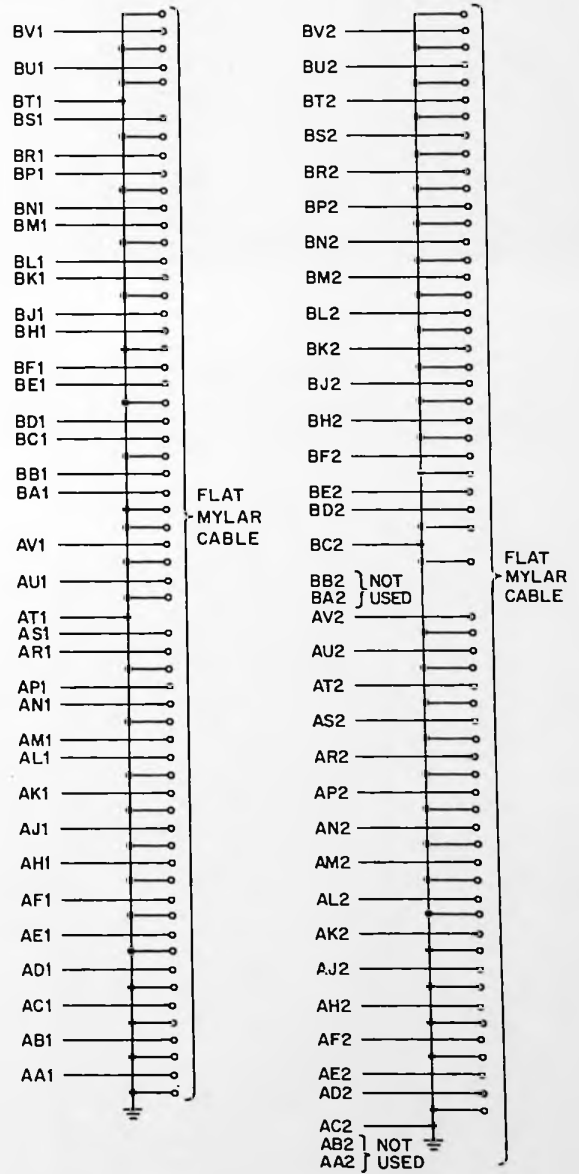 BV1
BU1
BT1
BS1
BR1
BP1
BN1
BM1
BL1
BK1
BJ1
BH1
BF1
BE1
BD1
BC1
BB1
BA1
AV1
AU1
AT1
AS1
AR1
AP1
AN1
AM1
AL1
AK1
AJ1
AH1
AF1
AE1
AD1
AC1
AB1
AA1
FLAT
MYLAR
CABLE
BV2
BU2
BT2
BS2
BR2
BP2
BN2
BM2
BL2
BK2
BJ2
BH2
BF2
BE2
BD2
BC2
BB2 NOT
BA2 USED
AV2
AU2
AT2
AS2
AR2
AP2
AN2
AM2
AL2
AK2
AJ2
AH2
AF2
AE2
AD2
AC2
AB2 NOT
AA2 USED
FLAT
MYLAR
CABLE